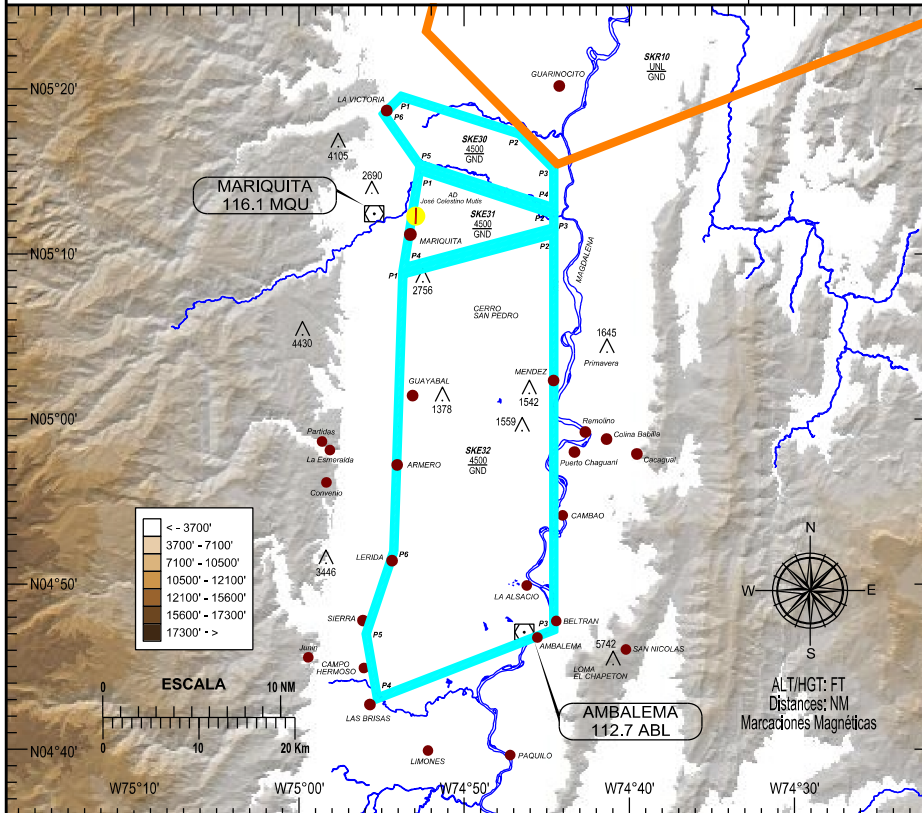 SKR10
UNL
GND
GUARINOCITO
N05°20'
LA VICTORIA
P1
P6
P2
SKE30
4500
GND
4105
P5
P3
2690
P1
P4
MARIQUITA
116.1 MQU
AD
José Celestino Mutis
SKE31
4500
GND
P2
P3
MARIQUITA
P2
N05°10'
P4
P1
2756
MAGDALENA
CERRO
SAN PEDRO
4430
1645
Primavera
MENDEZ
GUAYABAL
1378
1542
1559
N05°00'
Remolino
Partidas
Colina Babilla
La Esmeralda
SKE32
4500
GND
Puerto Chaguaní
Cacagual
ARMERO
Convenio
CAMBAO
< - 3700'
3700' - 7100'
7100' - 10500'
10500' - 12100'
12100' - 15600'
15600' - 17300'
17300' - >
N
W
E
S
P6
LERIDA
3446
N04°50'
LA ALSACIO
SIERRA
P3
BELTRAN
P5
AMBALEMA
5742
SAN NICOLAS
Junin
CAMPO
HERMOSO
LOMA
EL CHAPETON
P4
ESCALA
0
10 NM
0
10
20 Km
LAS BRISAS
AMBALEMA
112.7 ABL
ALT/HGT: FT
Distances: NM
Marcaciones Magnéticas
N04°40'
LIMONES
PAQUILO
W75°10'
W75°00'
W74°50'
W74°40'
W74°30'